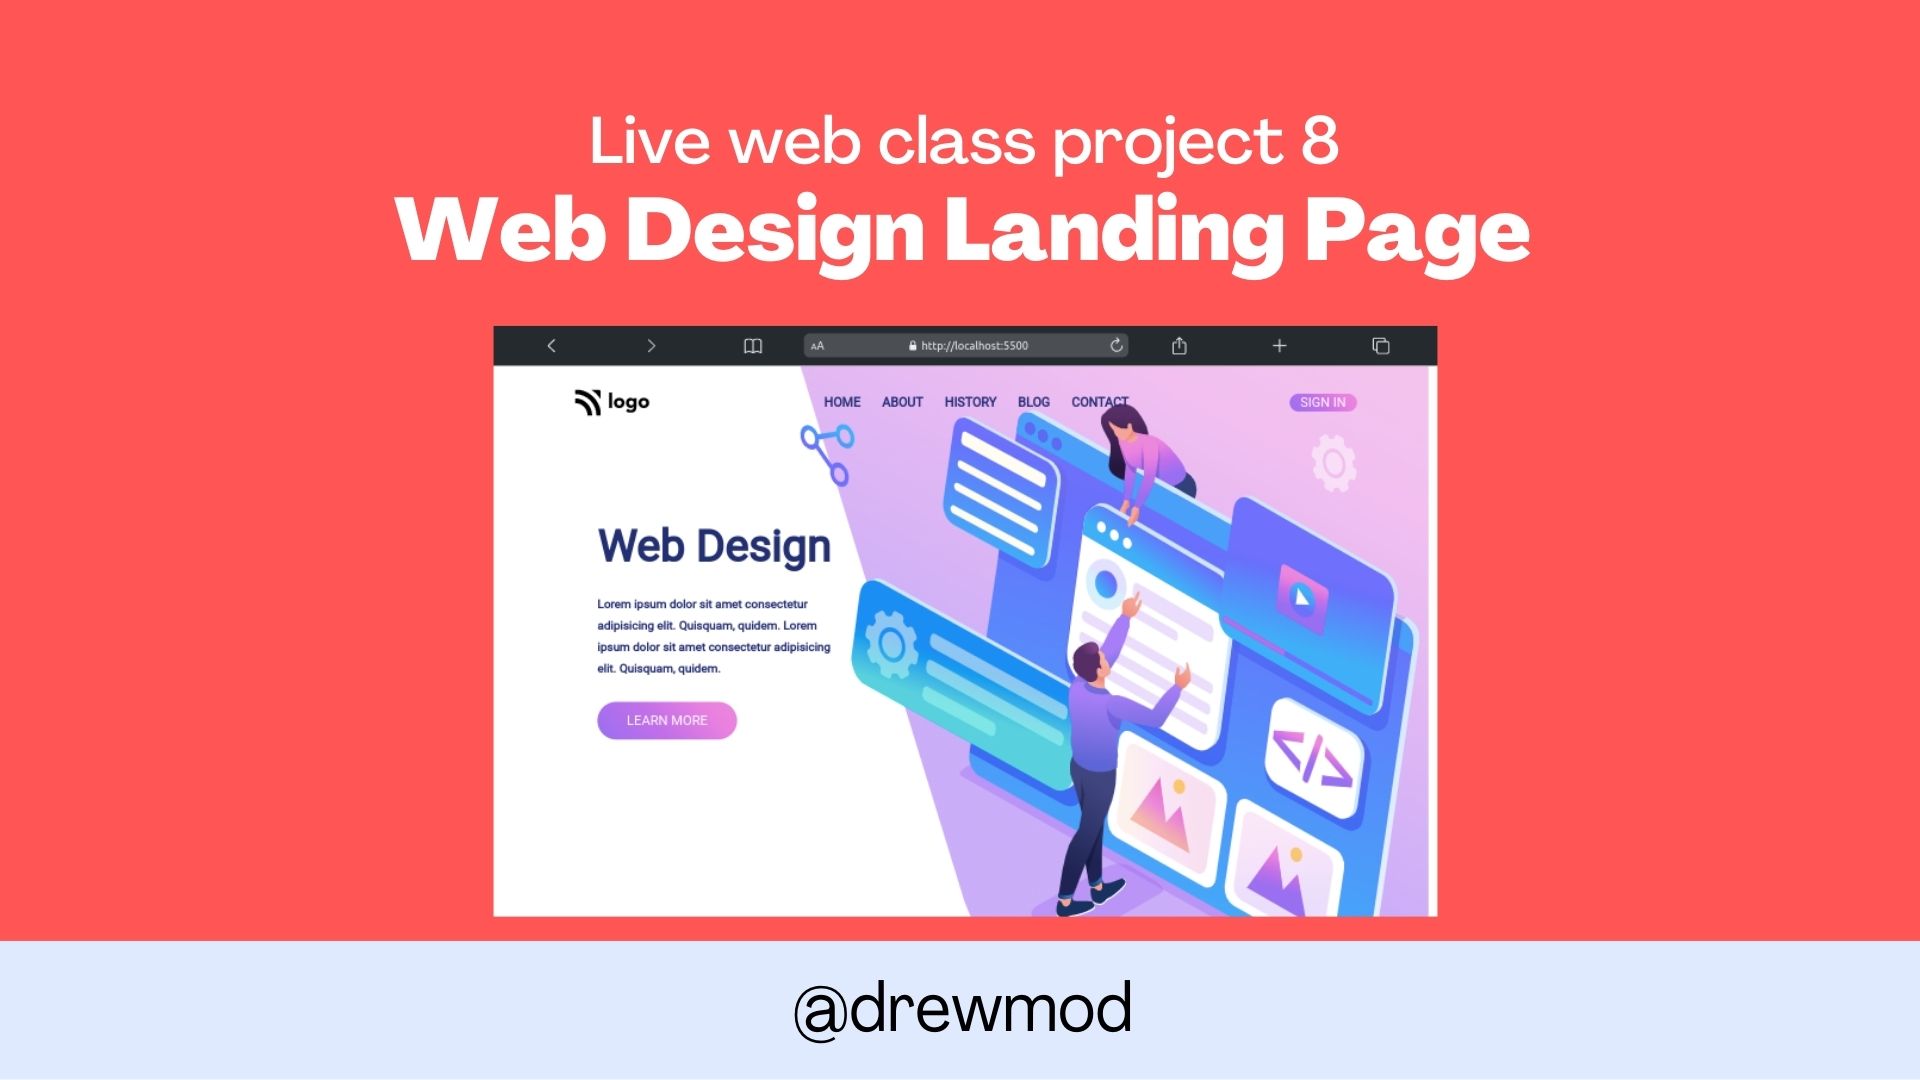 Live web class project 8
Web Design Landing Page
AA http://localhost:5500
logo HOME ABOUT HISTORY BLOG CONTACT SIGN IN
Web Design
Lorem ipsum dolor sit amet consectetur
adipisicing elit. Quisquam, quidem. Lorem
ipsum dolor sit amet consectetur adipisicing
elit. Quisquam, quidem.
LEARN MORE
</>
@drewmod